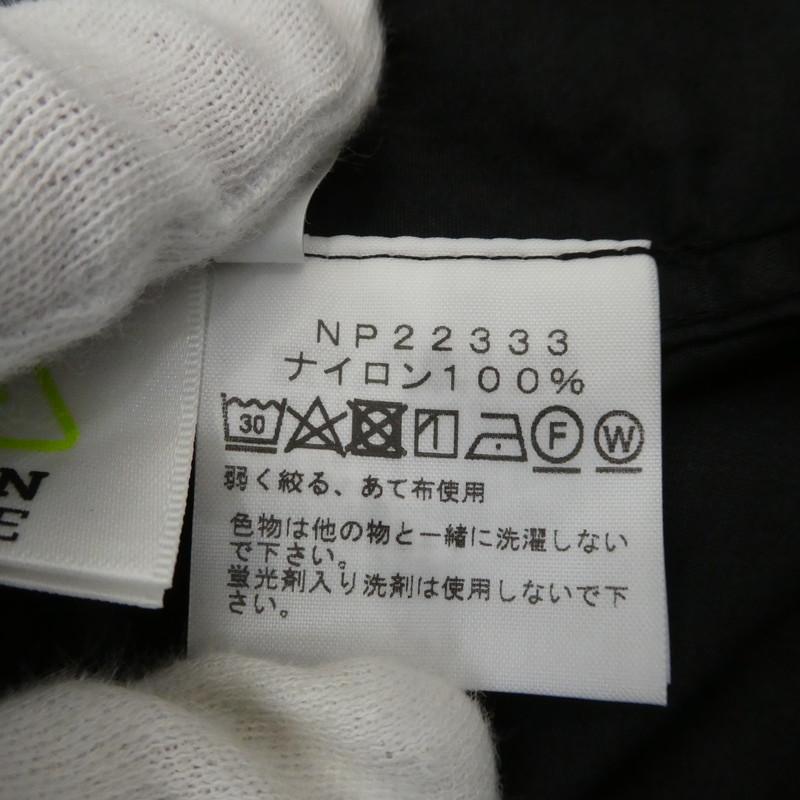 NP22333
ナイロン100%
30 F W
弱く絞る、あて布使用
色物は他の物と一緒に洗濯しない
で下さい。
蛍光剤入り洗剤は使用しないで下
さい。
N
E